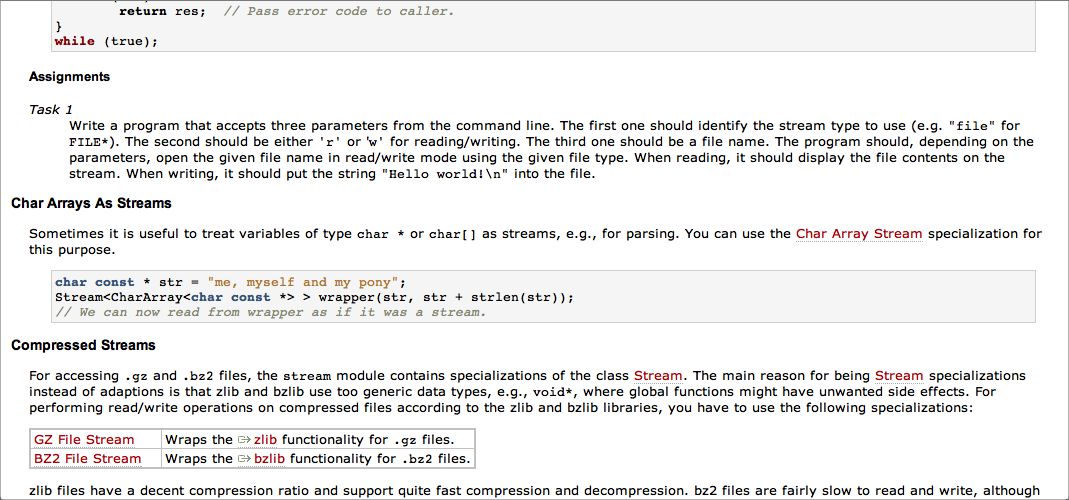 return res;  // Pass error code to caller.
}
while (true);
Assignments
Task 1
Write a program that accepts three parameters from the command line. The first one should identify the stream type to use (e.g. "file" for
FILE*). The second should be either 'r' or 'w' for reading/writing. The third one should be a file name. The program should, depending on the
parameters, open the given file name in read/write mode using the given file type. When reading, it should display the file contents on the
stream. When writing, it should put the string "Hello world!\n" into the file.
Char Arrays As Streams
Sometimes it is useful to treat variables of type char * or char[] as streams, e.g., for parsing. You can use the Char Array Stream specialization for
this purpose.
char const * str = "me, myself and my pony";
Stream<CharArray<char const *> > wrapper(str, str + strlen(str));
// We can now read from wrapper as if it was a stream.
Compressed Streams
For accessing .gz and .bz2 files, the stream module contains specializations of the class Stream. The main reason for being Stream specializations
instead of adaptions is that zlib and bzlib use too generic data types, e.g., void*, where global functions might have unwanted side effects. For
performing read/write operations on compressed files according to the zlib and bzlib libraries, you have to use the following specializations:
GZ File Stream Wraps the zlib functionality for .gz files.
BZ2 File Stream Wraps the bzlib functionality for .bz2 files.
zlib files have a decent compression ratio and support quite fast compression and decompression. bz2 files are fairly slow to read and write, although